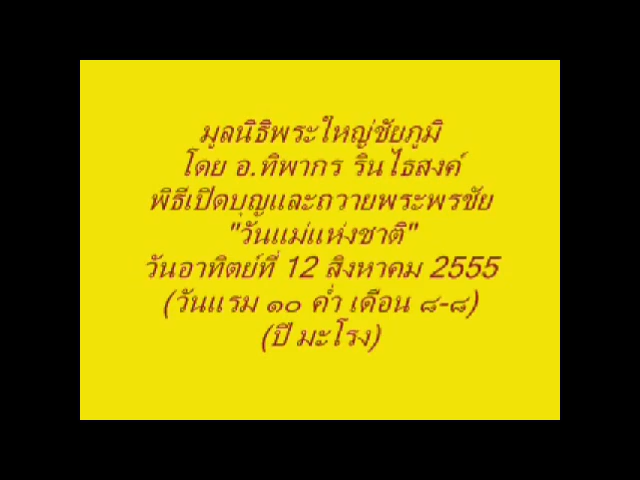 มูลนิธิพระใหญ่ชัยภูมิ
โดย อ.ทิพากร รินไธสงค์
พิธีเปิดบุญและถวายพระพรชัย
"วันแม่แห่งชาติ"
วันอาทิตย์ที่ 12 สิงหาคม 2555
(วันแรม ๑๐ ค่ำ เดือน ๘-๘)
(ปี มะโรง)